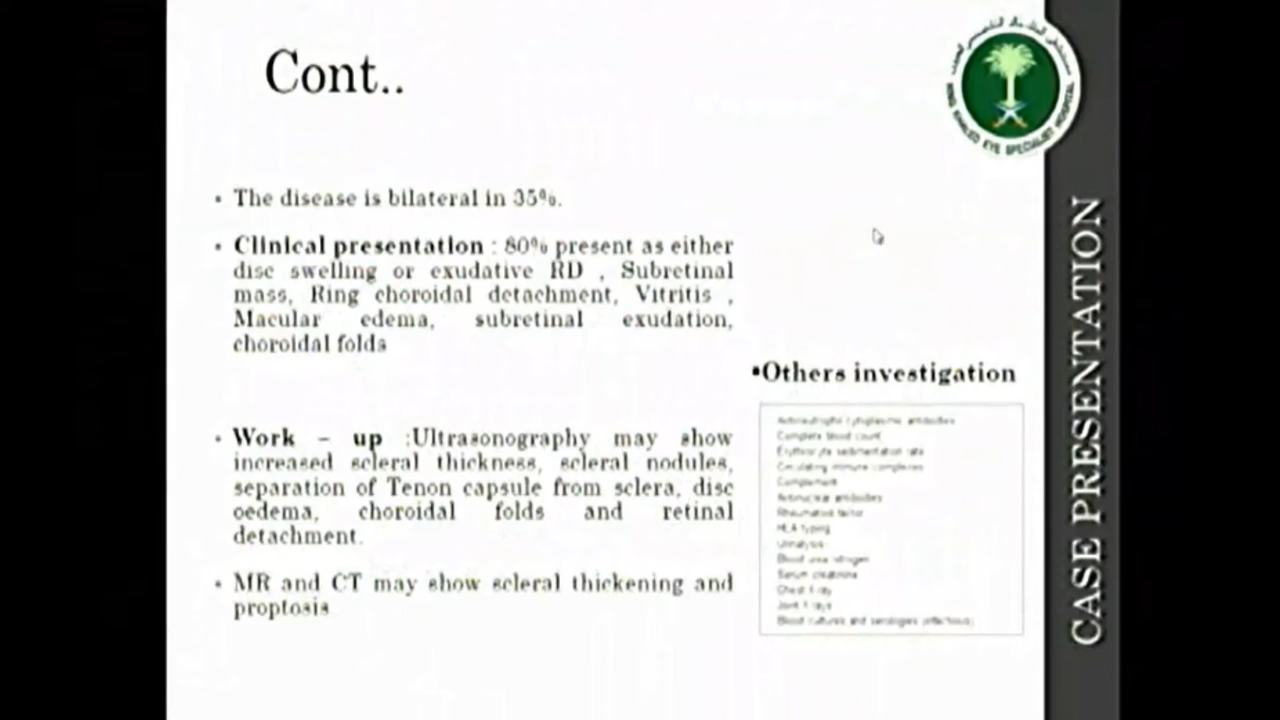 Cont..
• The disease is bilateral in 35%.
• Clinical presentation : 80% present as either
disc swelling or exudative RD , Subretinal
mass, Ring choroidal detachment, Vitritis ,
Macular edema, subretinal exudation,
choroidal folds
• Work – up :Ultrasonography may show
increased scleral thickness, scleral nodules,
separation of Tenon capsule from sclera, disc
oedema, choroidal folds and retinal
detachment.
• MR and CT may show scleral thickening and
proptosis
▪Others investigation
Antineutrophil cytoplasmic antibodies
Complete blood count
Erythrocyte sedimentation rate
Circulating immune complexes
Complement
Antinuclear antibodies
Rheumatoid factor
HLA typing
Urinalysis
Blood urea nitrogen
Serum creatinine
Chest X-ray
Joint X-rays
Blood cultures and serologies (infectious)
KING KHALED EYE SPECIALIST HOSPITAL
CASE PRESENTATION